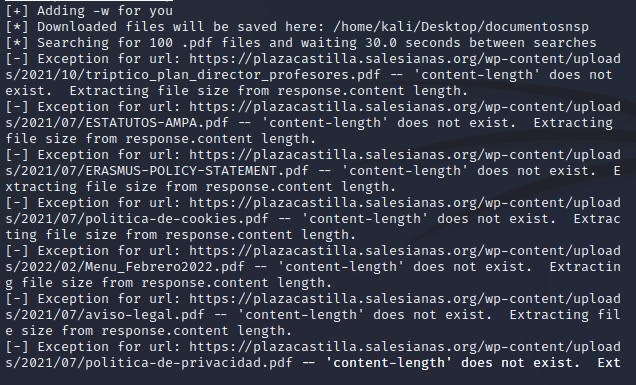 [+] Adding -w for you
[*] Downloaded files will be saved here: /home/kali/Desktop/documentosnsp
[*] Searching for 100 .pdf files and waiting 30.0 seconds between searches
[-] Exception for url: https://plazacastilla.salesianas.org/wp-content/upload
s/2021/10/triptico_plan_director_profesores.pdf -- 'content-length' does not
exist.  Extracting file size from response.content length.
[-] Exception for url: https://plazacastilla.salesianas.org/wp-content/upload
s/2021/07/ESTATUTOS-AMPA.pdf -- 'content-length' does not exist.  Extracting
file size from response.content length.
[-] Exception for url: https://plazacastilla.salesianas.org/wp-content/upload
s/2021/07/ERASMUS-POLICY-STATEMENT.pdf -- 'content-length' does not exist.  E
xtracting file size from response.content length.
[-] Exception for url: https://plazacastilla.salesianas.org/wp-content/upload
s/2021/07/politica-de-cookies.pdf -- 'content-length' does not exist.  Extrac
ting file size from response.content length.
[-] Exception for url: https://plazacastilla.salesianas.org/wp-content/upload
s/2022/02/Menu_Febrero2022.pdf -- 'content-length' does not exist.  Extractin
g file size from response.content length.
[-] Exception for url: https://plazacastilla.salesianas.org/wp-content/upload
s/2021/07/aviso-legal.pdf -- 'content-length' does not exist.  Extracting fil
e size from response.content length.
[-] Exception for url: https://plazacastilla.salesianas.org/wp-content/upload
s/2021/07/politica-de-privacidad.pdf -- 'content-length' does not exist.  Ext